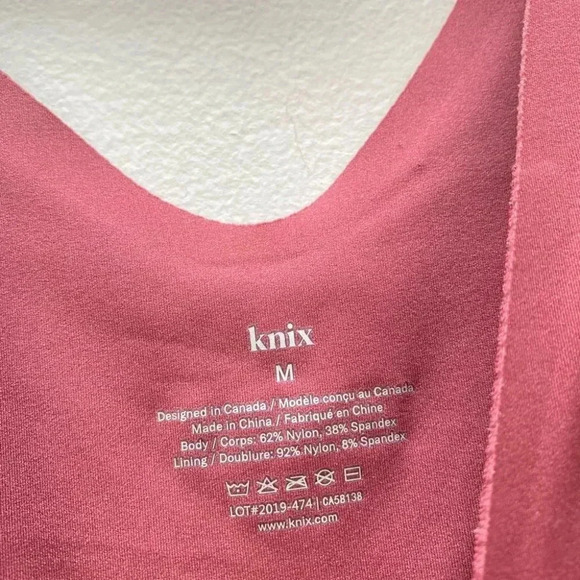 knix
M
Designed in Canada / Modèle conçu au Canada
Made in China / Fabriqué en Chine
Body / Corps: 62% Nylon, 38% Spandex
Lining / Doublure: 92% Nylon, 8% Spandex
LOT#2019-474 | CA58138
www.knix.com